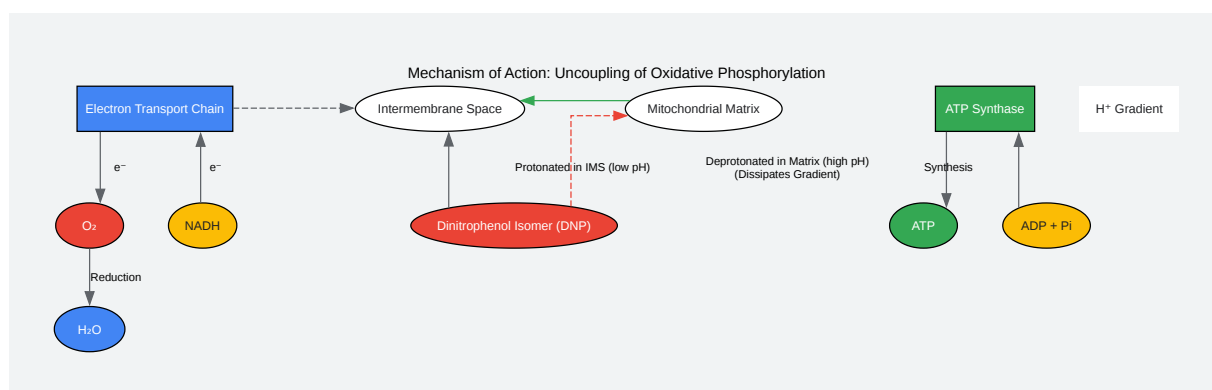 Mechanism of Action: Uncoupling of Oxidative Phosphorylation
Electron Transport Chain
Intermembrane Space
Mitochondrial Matrix
ATP Synthase
H⁺ Gradient
e⁻
e⁻
Protonated in IMS (low pH)
Deprotonated in Matrix (high pH)
(Dissipates Gradient)
Synthesis
O₂
NADH
Dinitrophenol Isomer (DNP)
ATP
ADP + Pi
Reduction
H₂O